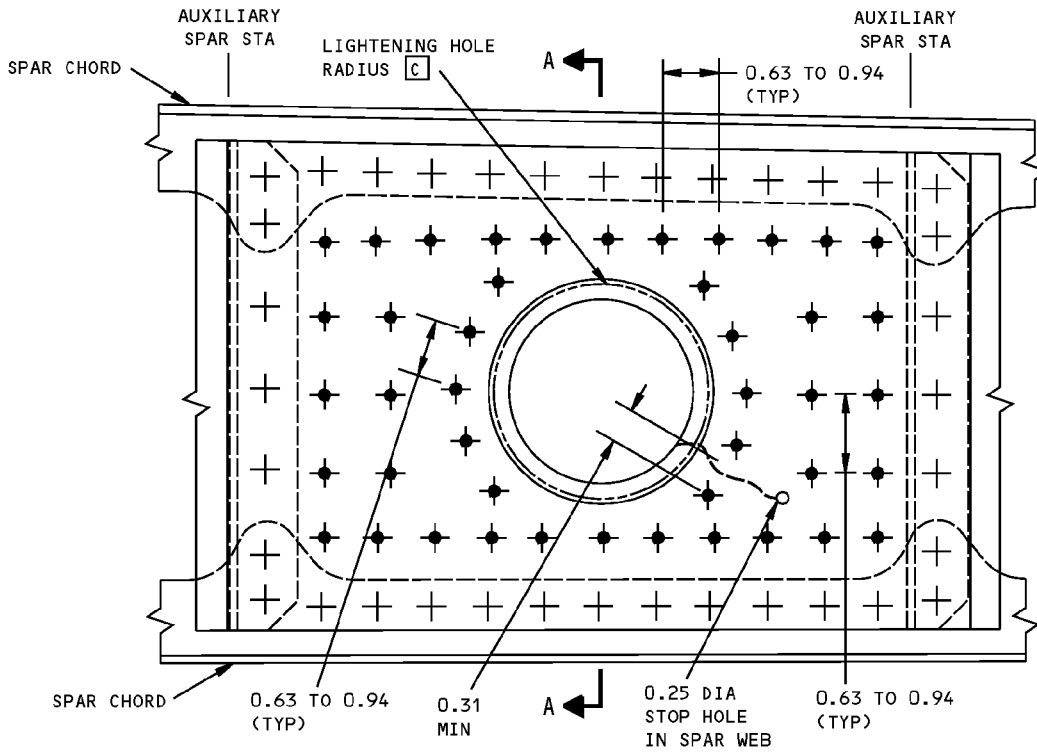 AUXILIARY
SPAR STA
AUXILIARY
SPAR STA
LIGHTENING HOLE
RADIUS C
A
SPAR CHORD
0.63 TO 0.94
(TYP)
SPAR CHORD
0.63 TO 0.94
(TYP)
0.31
MIN
A
0.25 DIA
STOP HOLE
IN SPAR WEB
0.63 TO 0.94
(TYP)